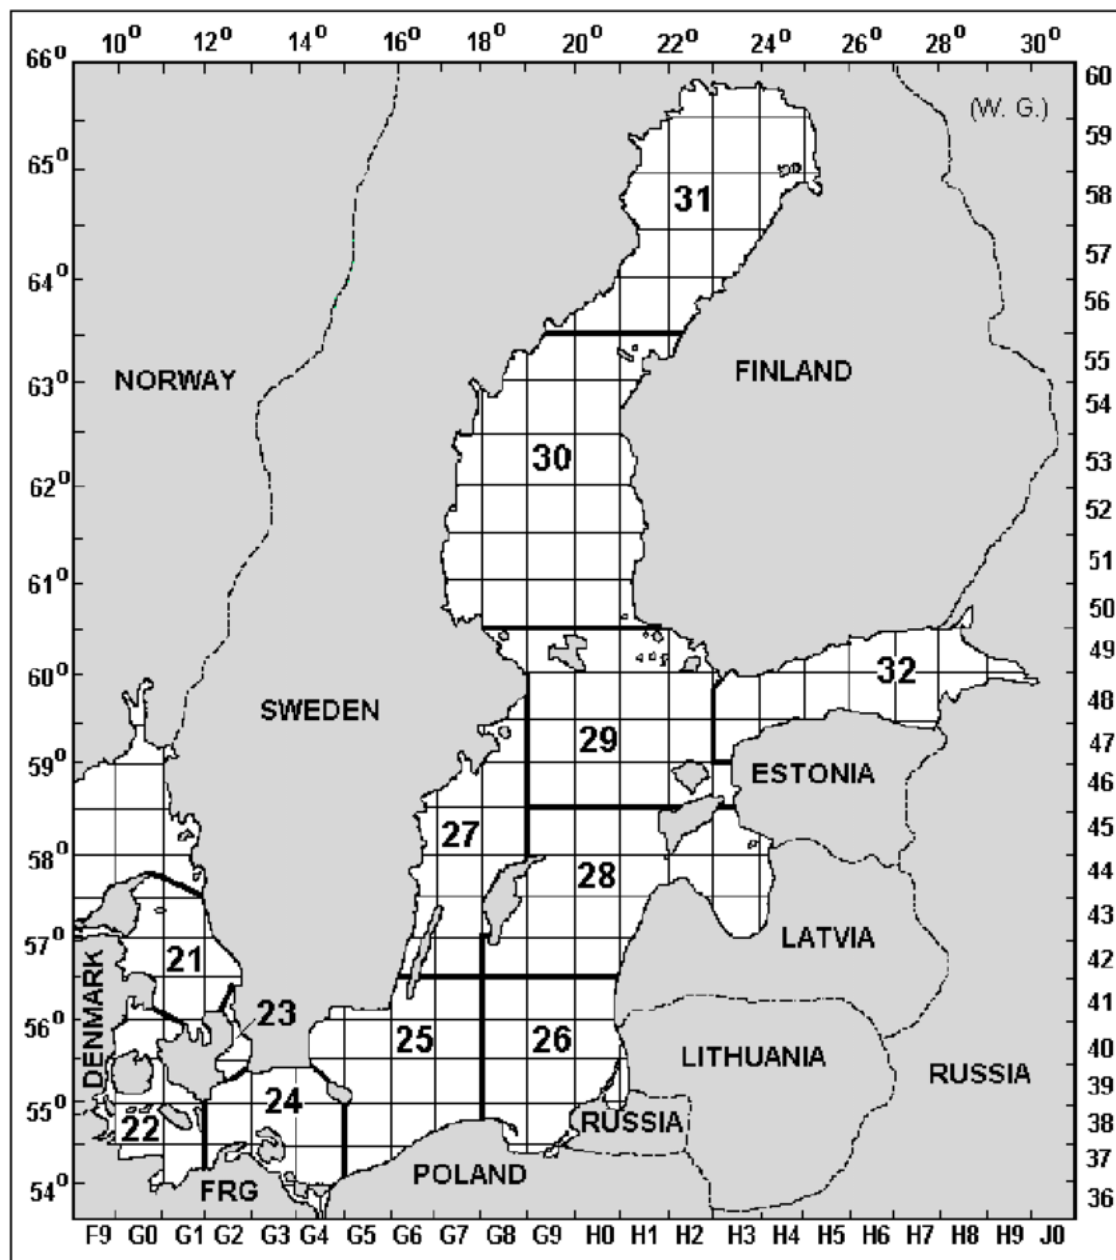 10° 12° 14° 16° 18° 20° 22° 24° 26° 28° 30°
66° 60
(W. G.)
59
65°
31 58
57
64°
56
55
NORWAY 63° FINLAND
54
30 53
62°
52
51
61°
50
49
60° 32
SWEDEN 48
29 47
59° ESTONIA 46
27 45
58° 28 44
43
57° LATVIA
21 42
DENMARK 41
23
56° 25 26 LITHUANIA 40
RUSSIA
24 39
55°
22 RUSSIA 38
POLAND 37
54° FRG 36
F9 G0 G1 G2 G3 G4 G5 G6 G7 G8 G9 H0 H1 H2 H3 H4 H5 H6 H7 H8 H9 J0